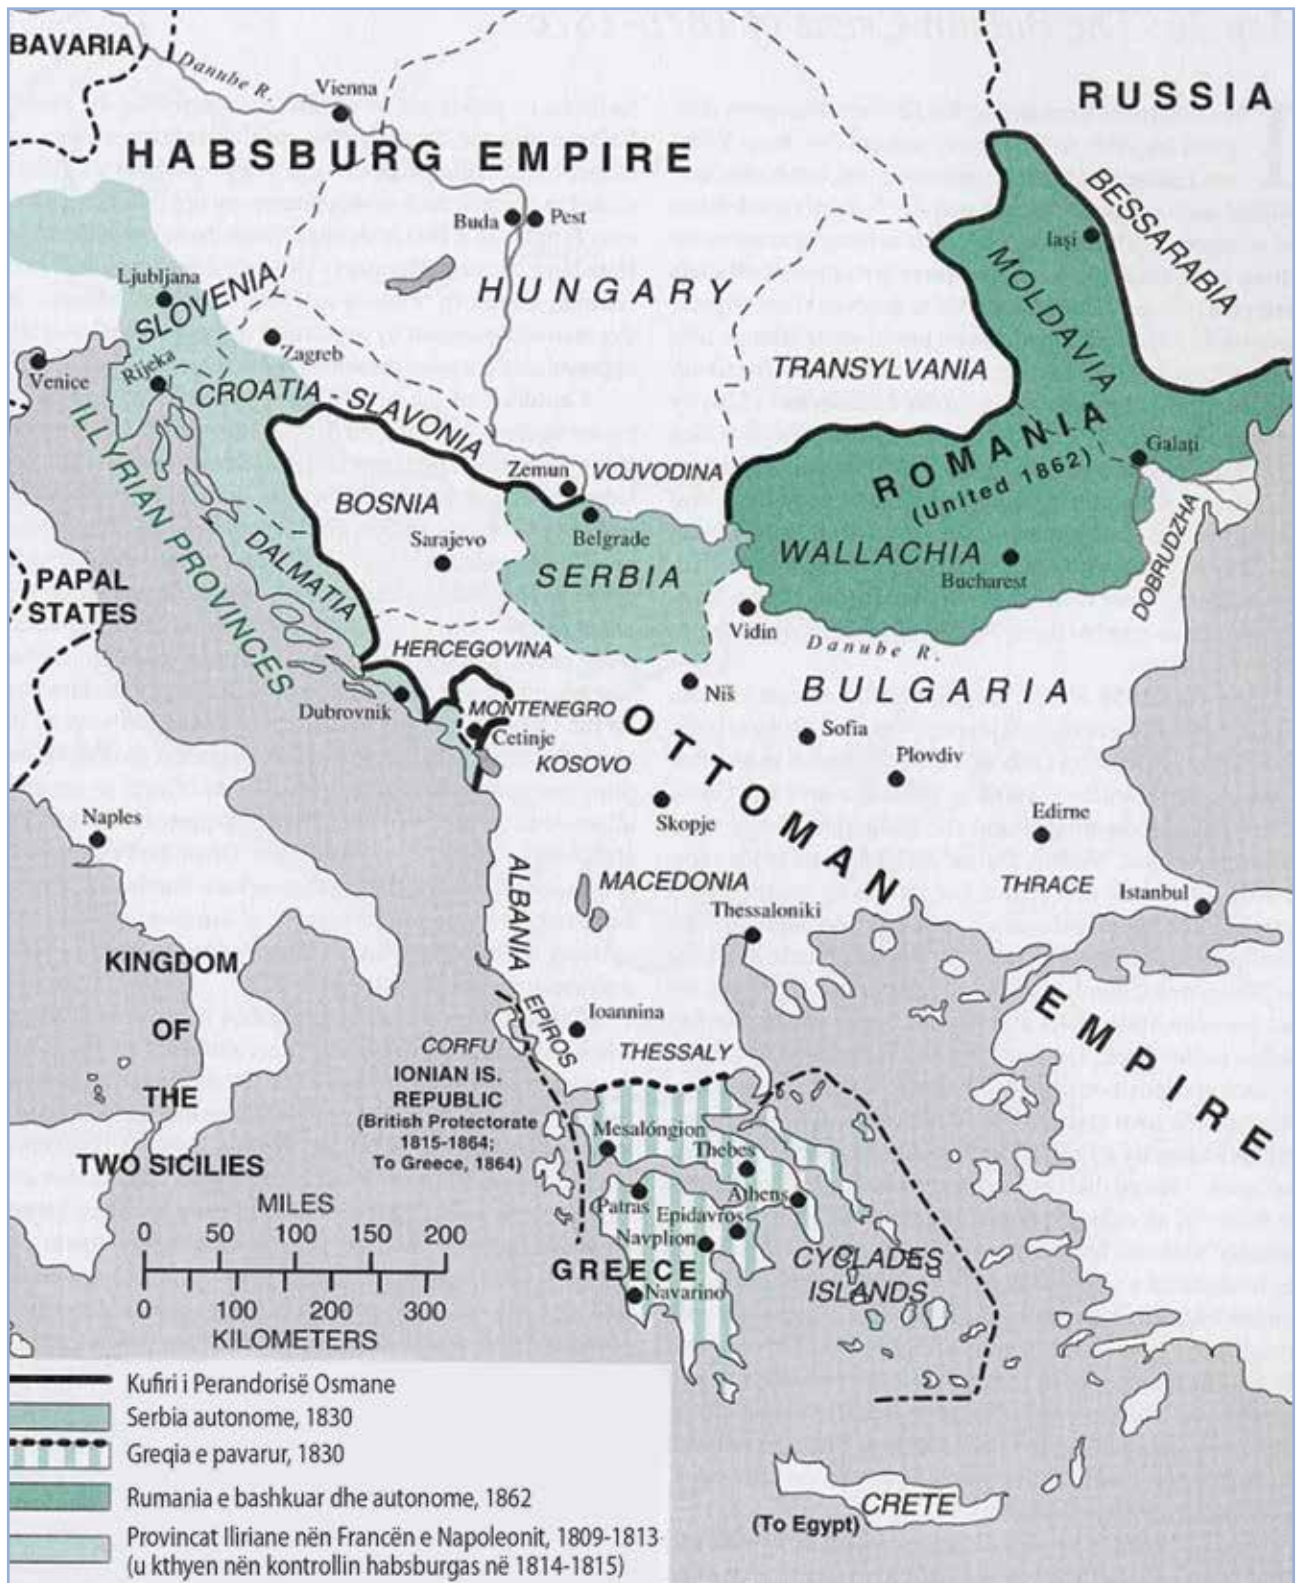 BAVARIA
Danube R.
Vienna
RUSSIA
HABSBURG EMPIRE
BESSARABIA
Buda
Pest
Iaşi
MOLDAVIA
Ljubljana
SLOVENIA
HUNGARY
Zagreb
Venice
Rijeka
TRANSYLVANIA
CROATIA - SLAVONIA
ROMANIA
(United 1862)
Galaţi
ILLYRIAN PROVINCES
Zemun
VOJVODINA
BOSNIA
DALMATIA
Sarajevo
Belgrade
SERBIA
WALLACHIA
Bucharest
DOBRUDZHA
PAPAL
STATES
HERCEGOVINA
Vidin
Danube R.
Dubrovnik
MONTENEGRO
Niš
BULGARIA
Cetinje
Sofia
KOSOVO
Plovdiv
OTTOMAN
Naples
Skopje
Edirne
ALBANIA
MACEDONIA
THRACE
Istanbul
Thessaloniki
KINGDOM
OF
THE
TWO SICILIES
EPIROS
Ioannina
EMPIRE
CORFU
THESSALY
IONIAN IS.
REPUBLIC
(British Protectorate
1815-1864;
To Greece, 1864)
Mesalóngion
Thebes
Patras
Athens
Epidavros
Navplion
CYCLADES
ISLANDS
GREECE
Navarino
MILES
0 50 100 150 200
0 100 200 300
KILOMETERS
CRETE
(To Egypt)
Kufiri i Perandorisë Osmane
Serbia autonome, 1830
Greqia e pavarur, 1830
Rumania e bashkuar dhe autonome, 1862
Provincat Iliriane nën Francën e Napoleonit, 1809-1813
(u kthyen nën kontrollin habsburgas në 1814-1815)